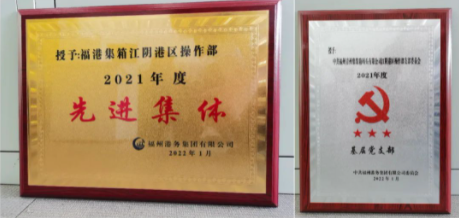 授予:福港集箱江阴港区操作部
2021年度
先进集体
福州港务集团有限公司
2022年1月
授予:
2021年度
基层党支部
2022年1月